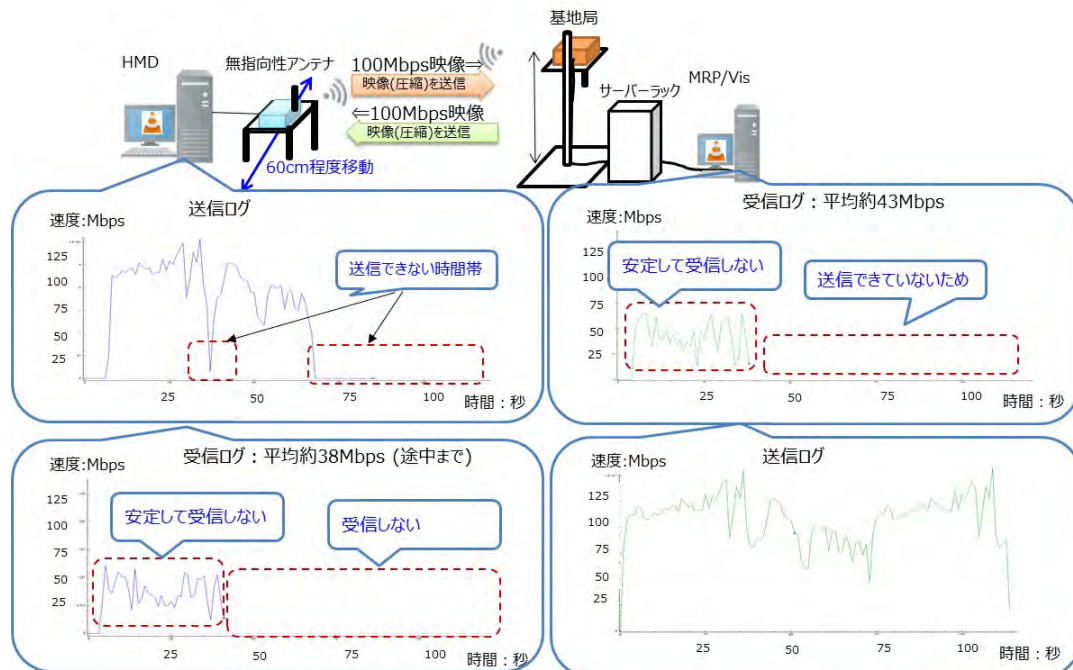 基地局
HMD
無指向性アンテナ
100Mbps映像⇒
映像(圧縮)を送信
⇐100Mbps映像
映像(圧縮)を送信
60cm程度移動
サーバーラック
MRP/Vis
送信ログ
速度:Mbps
125
100
75
50
25
送信できない時間帯
25
50
75
100
時間：秒
受信ログ：平均約43Mbps
速度:Mbps
125
100
75
50
25
安定して受信しない
送信できていないため
25
50
75
100
時間：秒
受信ログ：平均約38Mbps (途中まで)
速度:Mbps
125
100
75
50
25
安定して受信しない
受信しない
25
50
75
100
時間：秒
送信ログ
速度:Mbps
125
100
75
50
25
25
50
75
100
時間：秒